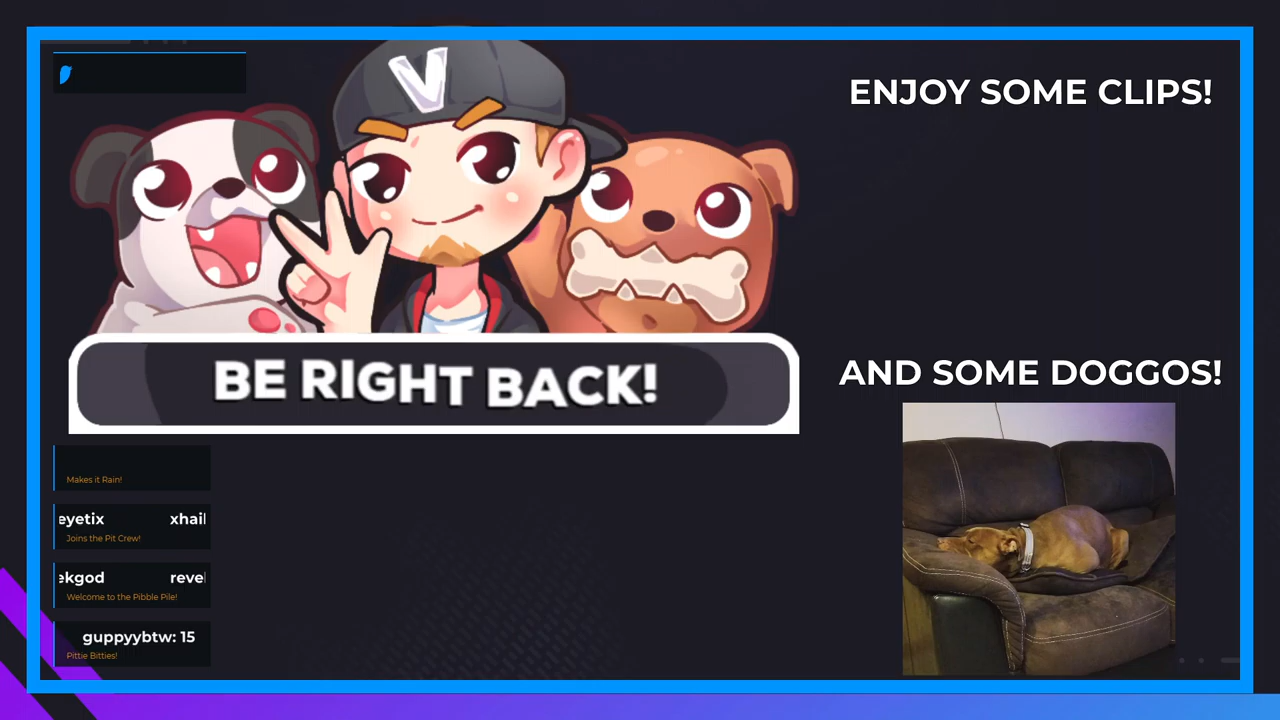 V
ENJOY SOME CLIPS!
BE RIGHT BACK!
AND SOME DOGGOS!
Makes it Rain!
eyetix xhail
Joins the Pit Crew!
ekgod revel
Welcome to the Pibble Pile!
guppyybtw: 15
Pittie Bitties!